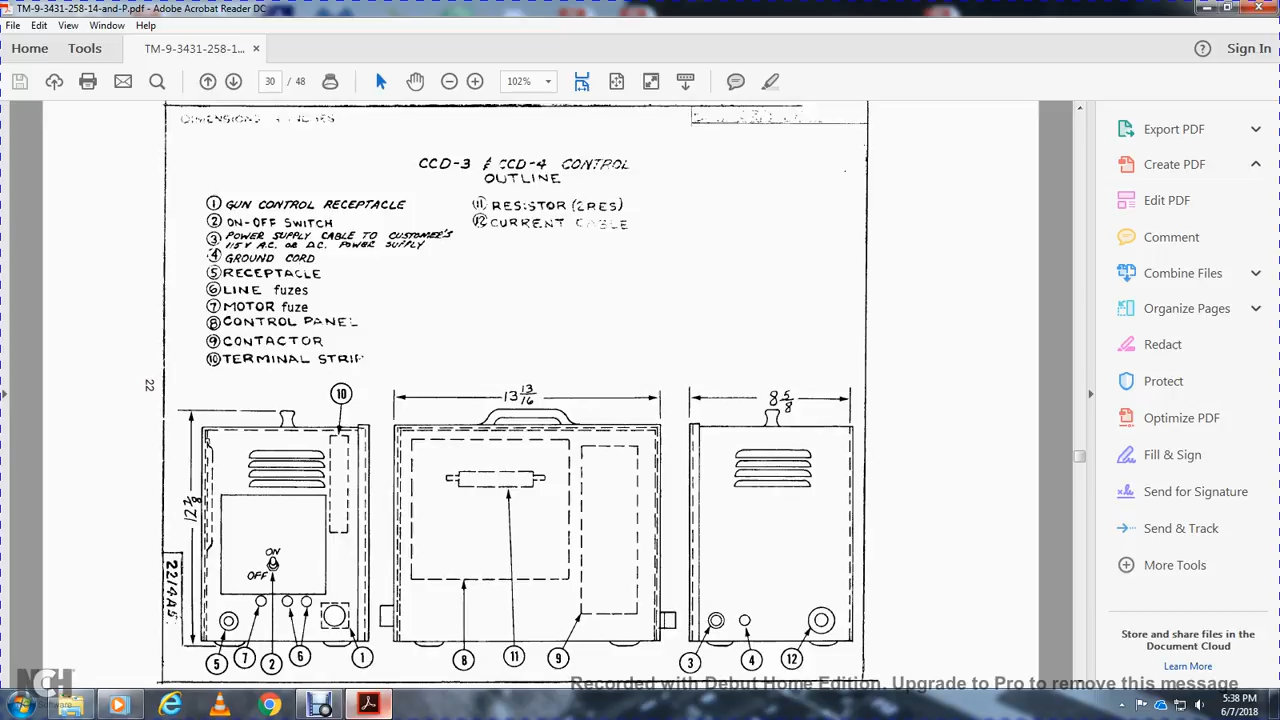 TM-9-3431-258-14-and-P.pdf - Adobe Acrobat Reader DC
File Edit View Window Help
Home Tools TM-9-3431-258-1... × Sign In
30 / 48 102%
DIMENSIONS INCHES
CCD-3 & CCD-4 CONTROL
OUTLINE
① GUN CONTROL RECEPTACLE
② ON-OFF SWITCH
③ POWER SUPPLY CABLE TO CUSTOMER'S
115 V A.C. OR D.C. POWER SUPPLY
④ GROUND CORD
⑤ RECEPTACLE
⑥ LINE fuzes
⑦ MOTOR fuze
⑧ CONTROL PANEL
⑨ CONTACTOR
⑩ TERMINAL STRIP
⑪ RESISTOR (2RES)
⑫ CURRENT CABLE
22
10
13 13/16
8 5/8
ON
OFF
2214A5
5 7 2 6 1 8 11 9 3 4 12
Export PDF
Create PDF
Edit PDF
Comment
Combine Files
Organize Pages
Redact
Protect
Optimize PDF
Fill & Sign
Send for Signature
Send & Track
More Tools
Store and share files in the
Document Cloud
Learn More
NCH Software
Recorded with Debut Home Edition. Upgrade to Pro to remove this message
5:38 PM
6/7/2018